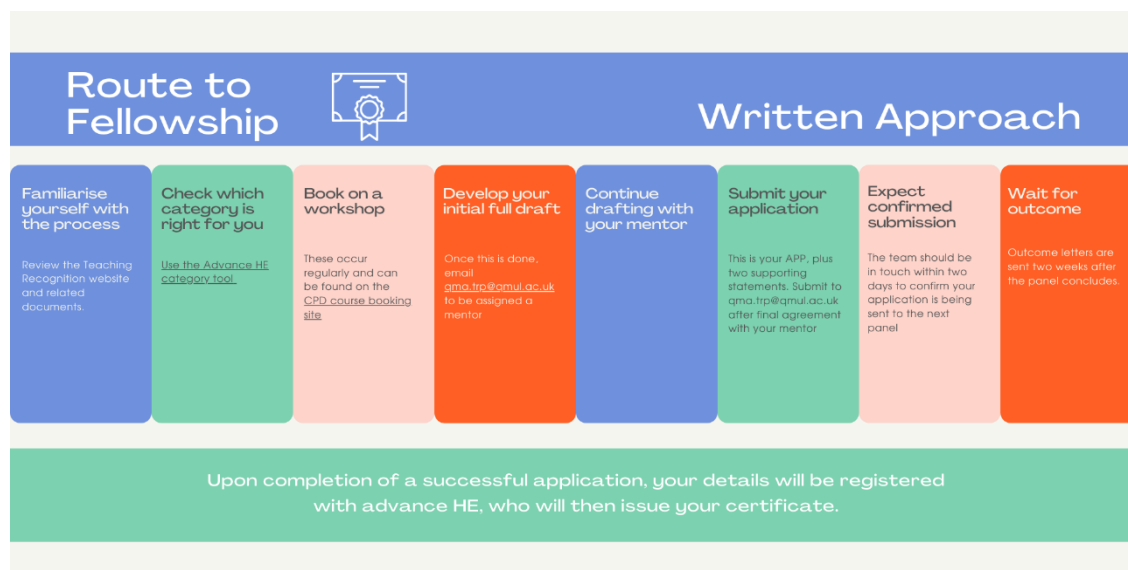 Route to
Fellowship
Written Approach
Familiarise
yourself with
the process
Review the Teaching
Recognition website
and related
documents.
Check which
category is
right for you
Use the Advance HE
category tool
Book on a
workshop
These occur
regularly and can
be found on the
CPD course booking
site
Develop your
initial full draft
Once this is done,
email
qma.trp@qmul.ac.uk
to be assigned a
mentor
Continue
drafting with
your mentor
Submit your
application
This is your APP, plus
two supporting
statements. Submit to
qma.trp@qmul.ac.uk
after final agreement
with your mentor
Expect
confirmed
submission
The team should be
in touch within two
days to confirm your
application is being
sent to the next
panel
Wait for
outcome
Outcome letters are
sent two weeks after
the panel concludes.
Upon completion of a successful application, your details will be registered
with advance HE, who will then issue your certificate.